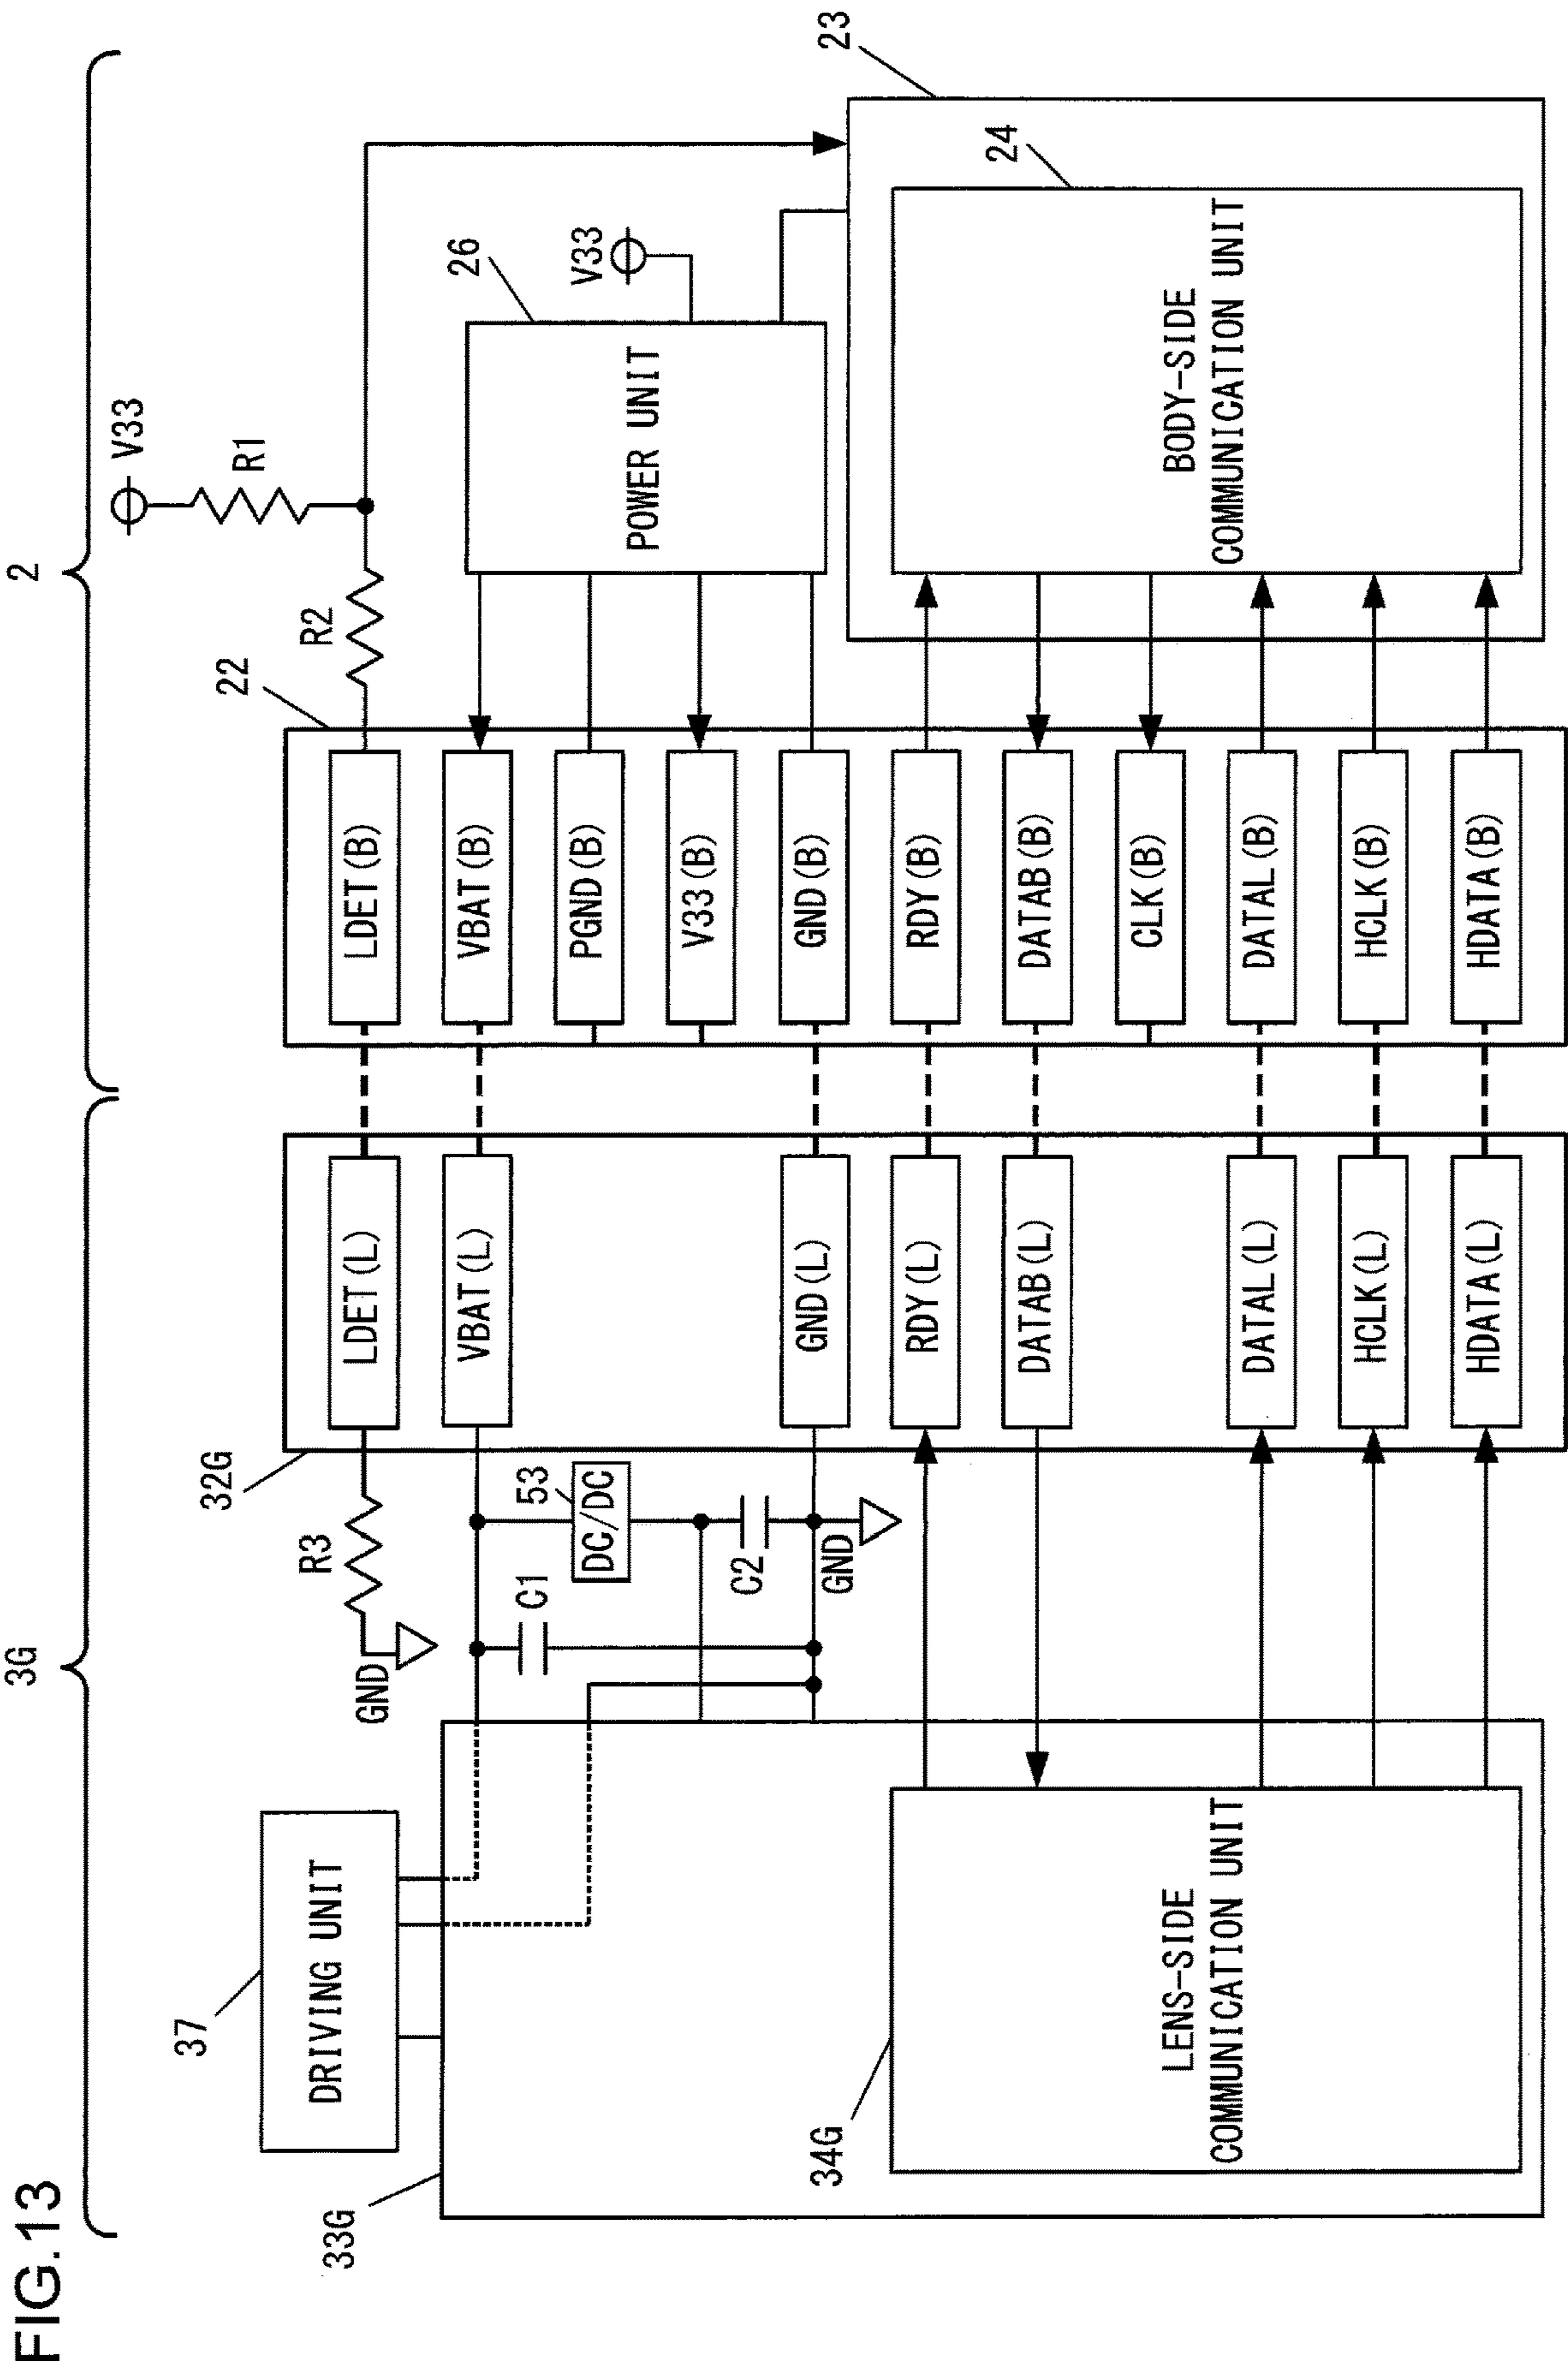 FIG.13
3G
2
37
DRIVING UNIT
33G
34G
LENS-SIDE
COMMUNICATION UNIT
GND
R3
C1
53
DC/DC
C2
GND
32G
LDET(L)
VBAT(L)
GND(L)
RDY(L)
DATAB(L)
DATAL(L)
HCLK(L)
HDATA(L)
22
LDET(B)
VBAT(B)
PGND(B)
V33(B)
GND(B)
RDY(B)
DATAB(B)
CLK(B)
DATAL(B)
HCLK(B)
HDATA(B)
R2
R1
V33
26
POWER UNIT
V33
23
24
BODY-SIDE
COMMUNICATION UNIT